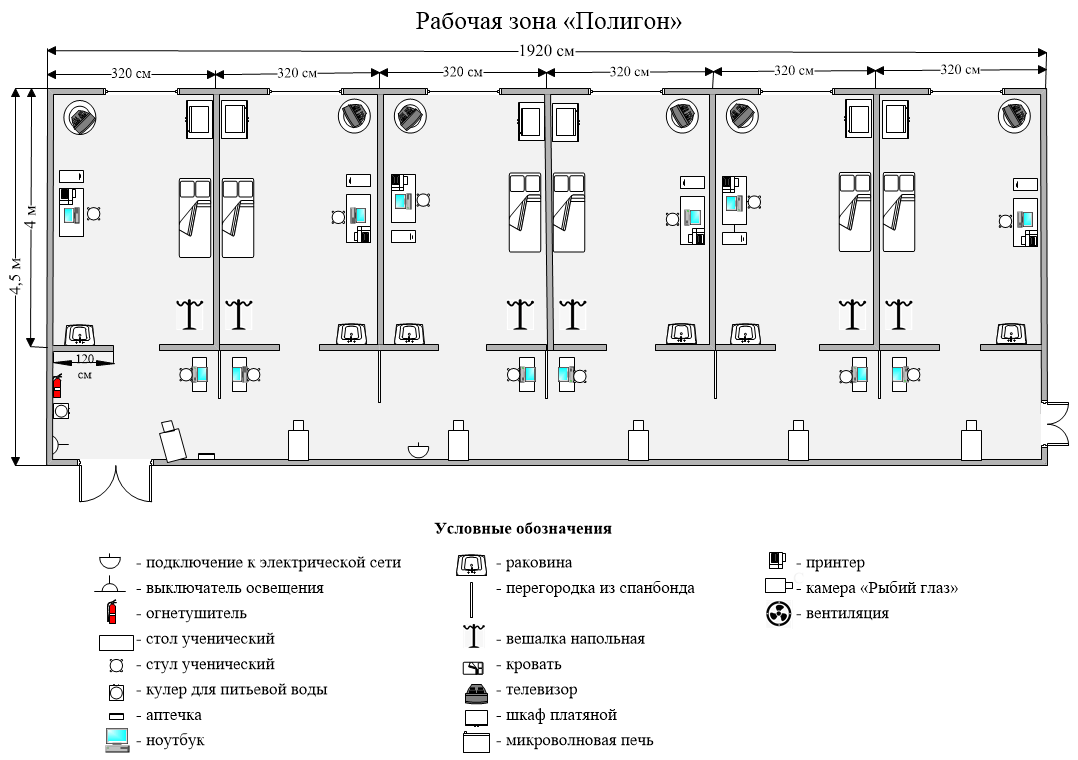 Рабочая зона «Полигон»
1920 см
320 см 320 см 320 см 320 см 320 см 320 см
4 м
4,5 м
120
см
Условные обозначения
- подключение к электрической сети
- выключатель освещения
- огнетушитель
- стол ученический
- стул ученический
- кулер для питьевой воды
- аптечка
- ноутбук
- раковина
- перегородка из спанбонда
- вешалка напольная
- кровать
- телевизор
- шкаф платяной
- микроволновая печь
- принтер
- камера «Рыбий глаз»
- вентиляция